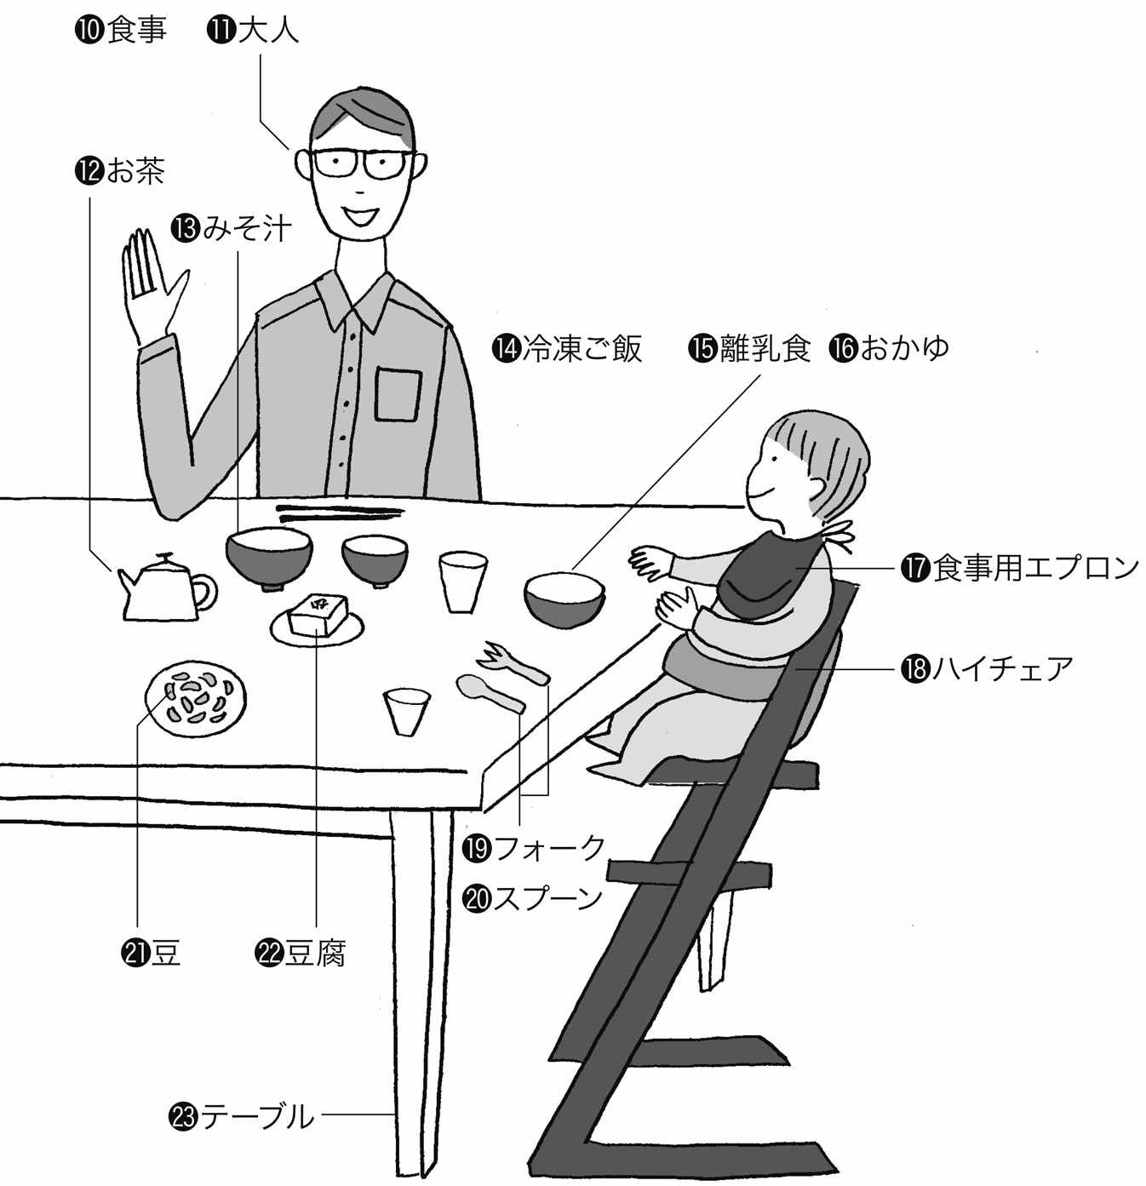 ❿食事 ⓫大人
⓬お茶
⓭みそ汁
⓮冷凍ご飯 ⓯離乳食 ⓰おかゆ
⓱食事用エプロン
⓲ハイチェア
⓳フォーク
⓴スプーン
㉑豆 ㉒豆腐
㉓テーブル